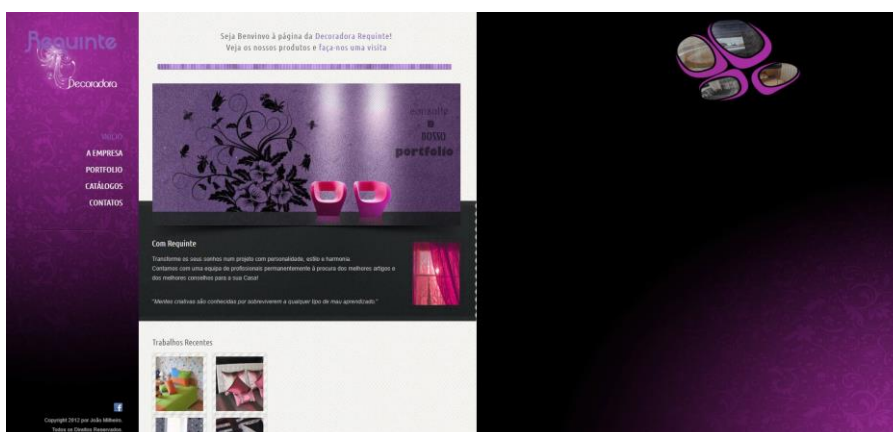 Requinte
Decoradora
INÍCIO
A EMPRESA
PORTFOLIO
CATÁLOGOS
CONTATOS
Copyright 2012 por João Milheiro.
Todos os Direitos Reservados.
Seja Benvinvo à página da Decoradora Requinte!
Veja os nossos produtos e faça-nos uma visita
consulte
o
nosso
portfolio
Com Requinte
Transforme os seus sonhos num projeto com personalidade, estilo e harmonia.
Contamos com uma equipa de profissionais permanentemente à procura dos melhores artigos e
dos melhores conselhos para a sua Casa!
"Mentes criativas são conhecidas por sobreviverem a qualquer tipo de mau aprendizado."
Trabalhos Recentes